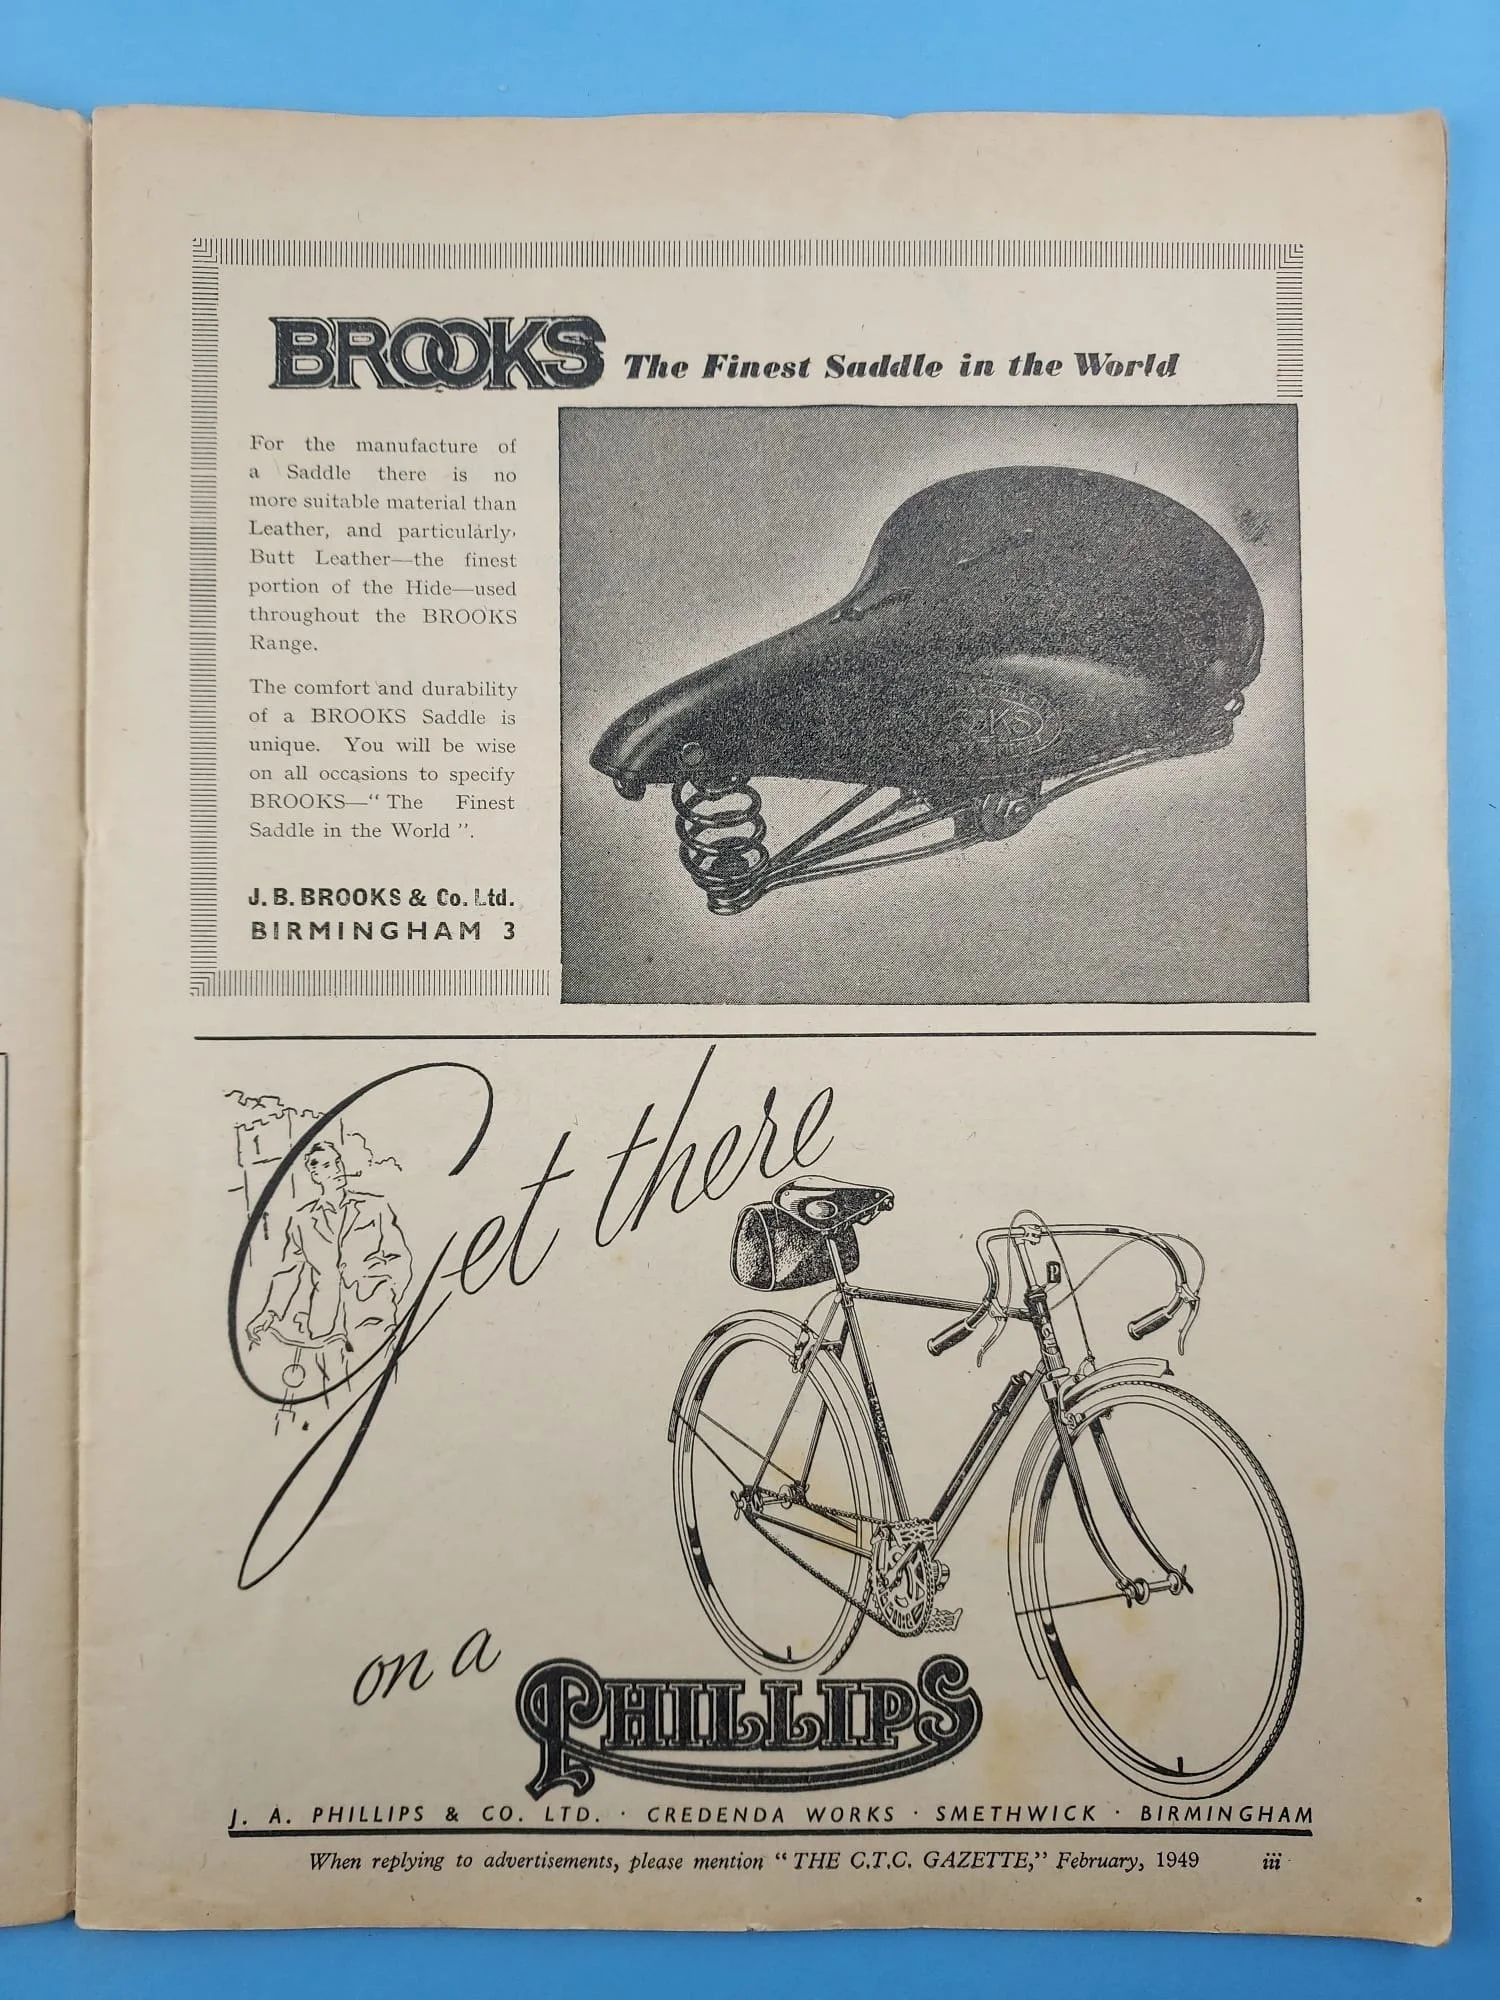 BROOKS The Finest Saddle in the World
For the manufacture of
a Saddle there is no
more suitable material than
Leather, and particularly,
Butt Leather—the finest
portion of the Hide—used
throughout the BROOKS
Range.
The comfort and durability
of a BROOKS Saddle is
unique. You will be wise
on all occasions to specify
BROOKS—“ The Finest
Saddle in the World ”.
J. B. BROOKS & Co. Ltd.
BIRMINGHAM 3
Get there
1
P
on a
PHILLIPS
J. A. PHILLIPS & CO. LTD. · CREDENDA WORKS · SMETHWICK · BIRMINGHAM
When replying to advertisements, please mention “ THE C.T.C. GAZETTE,” February, 1949 iii